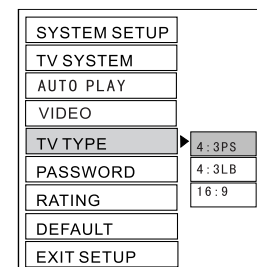 SYSTEM SETUP
TV SYSTEM
AUTO PLAY
VIDEO
TV TYPE
4:3PS
PASSWORD
4:3LB
RATING
16:9
DEFAULT
EXIT SETUP